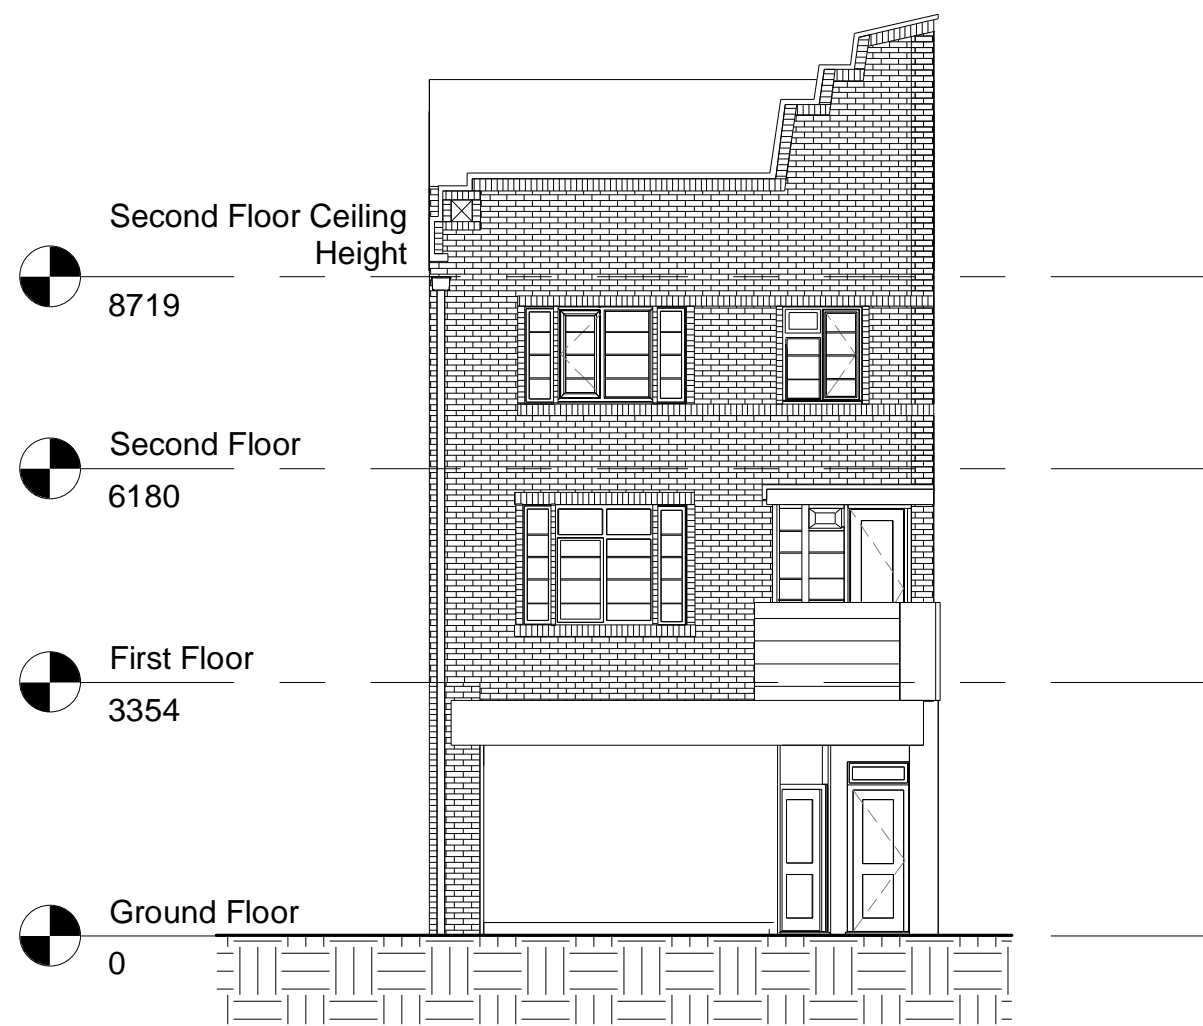 Second Floor Ceiling
Height
8719
Second Floor
6180
First Floor
3354
Ground Floor
0